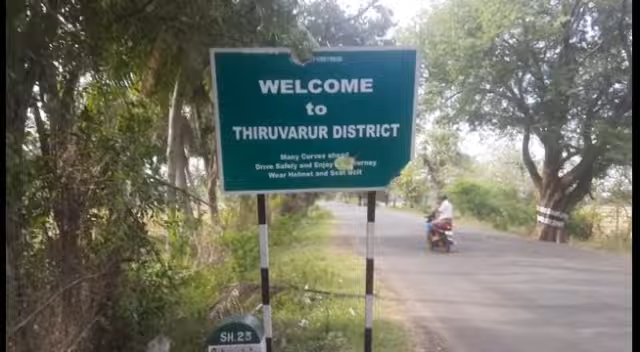 WELCOME
to
THIRUVARUR DISTRICT
Many Curves ahead
Drive Safely and Enjoy Journey
Wear Helmet and Seat Belt
SH.23